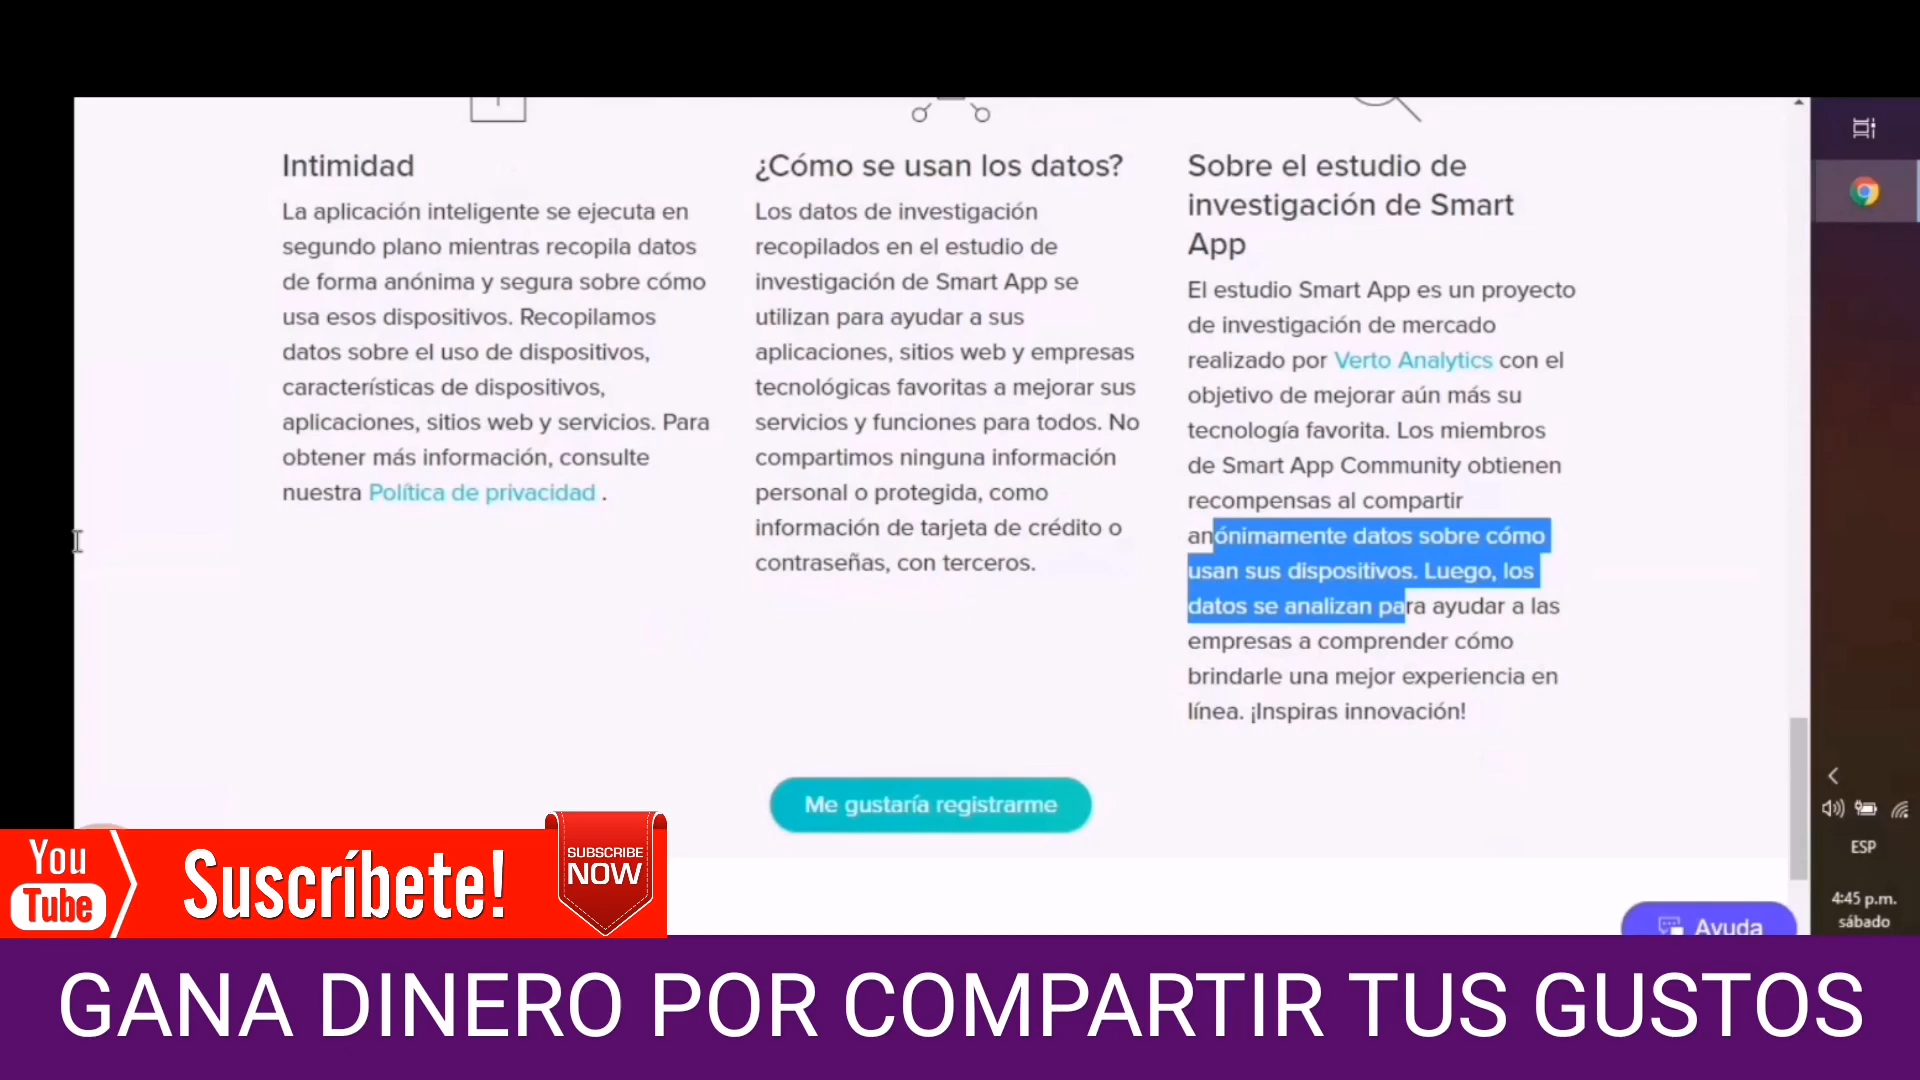 Intimidad
La aplicación inteligente se ejecuta en
segundo plano mientras recopila datos
de forma anónima y segura sobre cómo
usa esos dispositivos. Recopilamos
datos sobre el uso de dispositivos,
características de dispositivos,
aplicaciones, sitios web y servicios. Para
obtener más información, consulte
nuestra Política de privacidad .
¿Cómo se usan los datos?
Los datos de investigación
recopilados en el estudio de
investigación de Smart App se
utilizan para ayudar a sus
aplicaciones, sitios web y empresas
tecnológicas favoritas a mejorar sus
servicios y funciones para todos. No
compartimos ninguna información
personal o protegida, como
información de tarjeta de crédito o
contraseñas, con terceros.
Sobre el estudio de
investigación de Smart
App
El estudio Smart App es un proyecto
de investigación de mercado
realizado por Verto Analytics con el
objetivo de mejorar aún más su
tecnología favorita. Los miembros
de Smart App Community obtienen
recompensas al compartir
anónimamente datos sobre cómo
usan sus dispositivos. Luego, los
datos se analizan para ayudar a las
empresas a comprender cómo
brindarle una mejor experiencia en
línea. ¡Inspiras innovación!
Me gustaría registrarme
ESP
4:45 p.m.
sábado
Ayuda
You
Tube
Suscríbete!
SUBSCRIBE
NOW
GANA DINERO POR COMPARTIR TUS GUSTOS